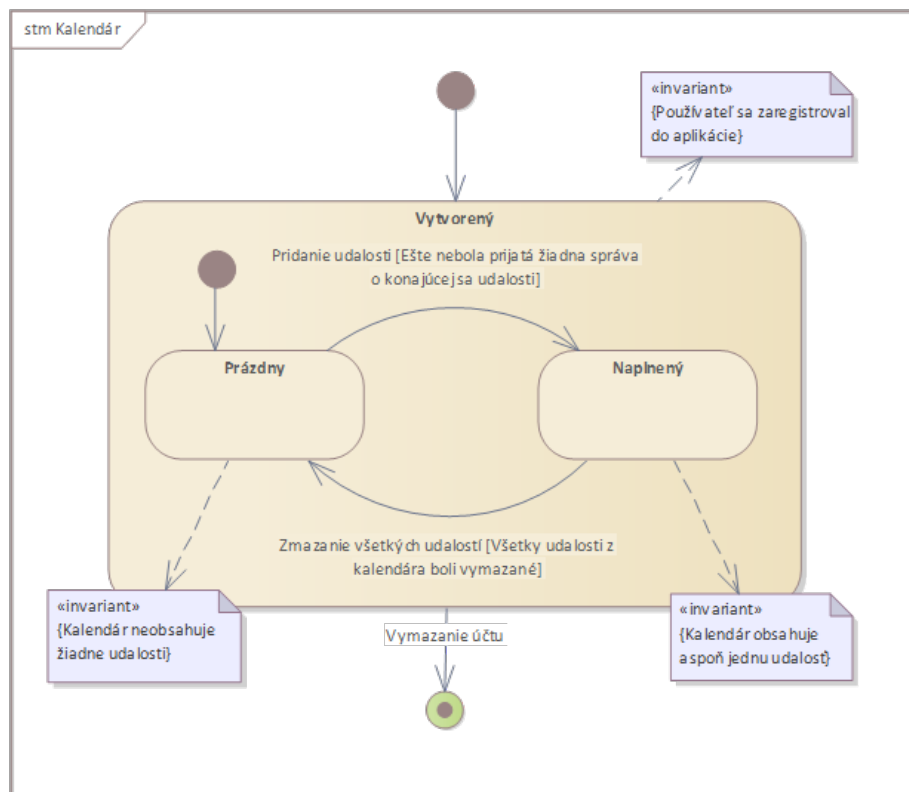 stm Kalendár
«invariant»
{Používateľ sa zaregistroval
do aplikácie}
Vytvorený
Pridanie udalosti [Ešte nebola prijatá žiadna správa
o konajúcej sa udalosti]
Prázdny
Naplnený
Zmazanie všetkých udalostí [Všetky udalosti z
kalendára boli vymazané]
«invariant»
{Kalendár neobsahuje
žiadne udalosti}
«invariant»
{Kalendár obsahuje
aspoň jednu udalosť}
Vymazanie účtu